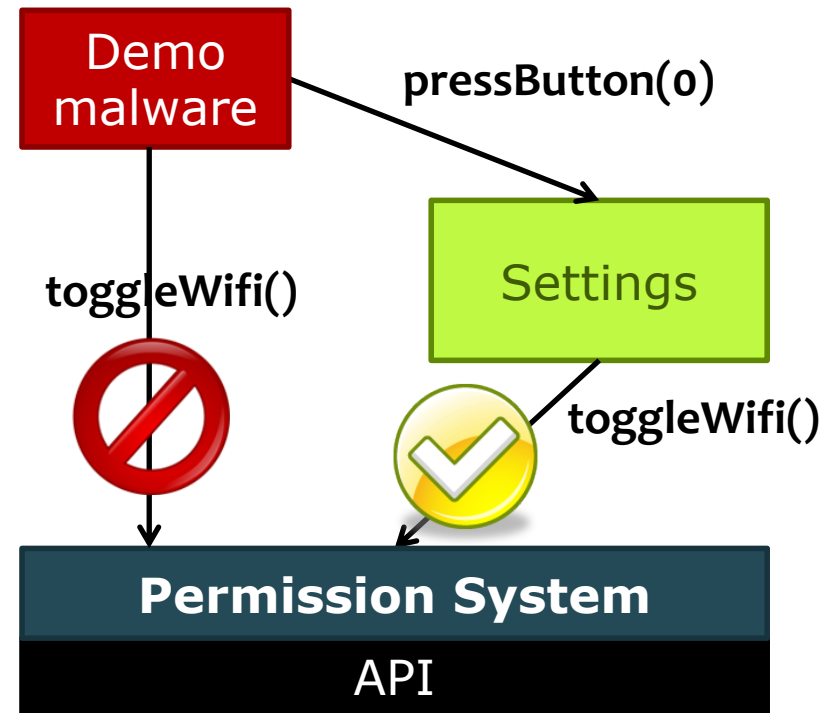 Demo
malware
pressButton(0)
toggleWifi()
Settings
toggleWifi()
Permission System
API